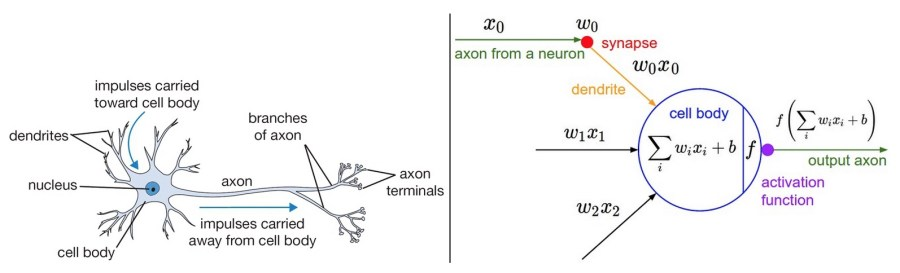 impulses carried
toward cell body
dendrites
nucleus
cell body
branches
of axon
axon
axon
terminals
impulses carried
away from cell body
x₀
w₀
synapse
axon from a neuron
w₀x₀
dendrite
cell body
w₁x₁
∑ᵢ wᵢxᵢ + b
f
f(∑ᵢ wᵢxᵢ + b)
output axon
activation
function
w₂x₂